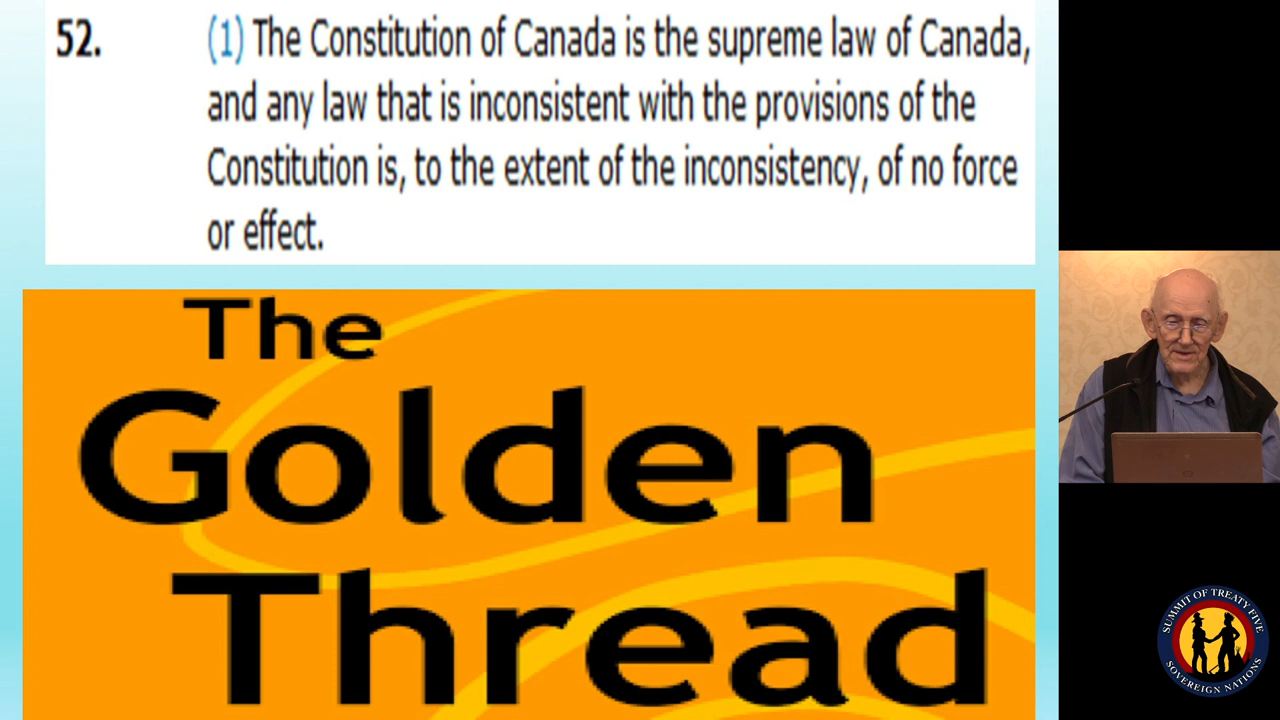 52. (1) The Constitution of Canada is the supreme law of Canada,
and any law that is inconsistent with the provisions of the
Constitution is, to the extent of the inconsistency, of no force
or effect.
The
Golden
Thread
SUMMIT OF TREATY FIVE
SOVEREIGN NATIONS